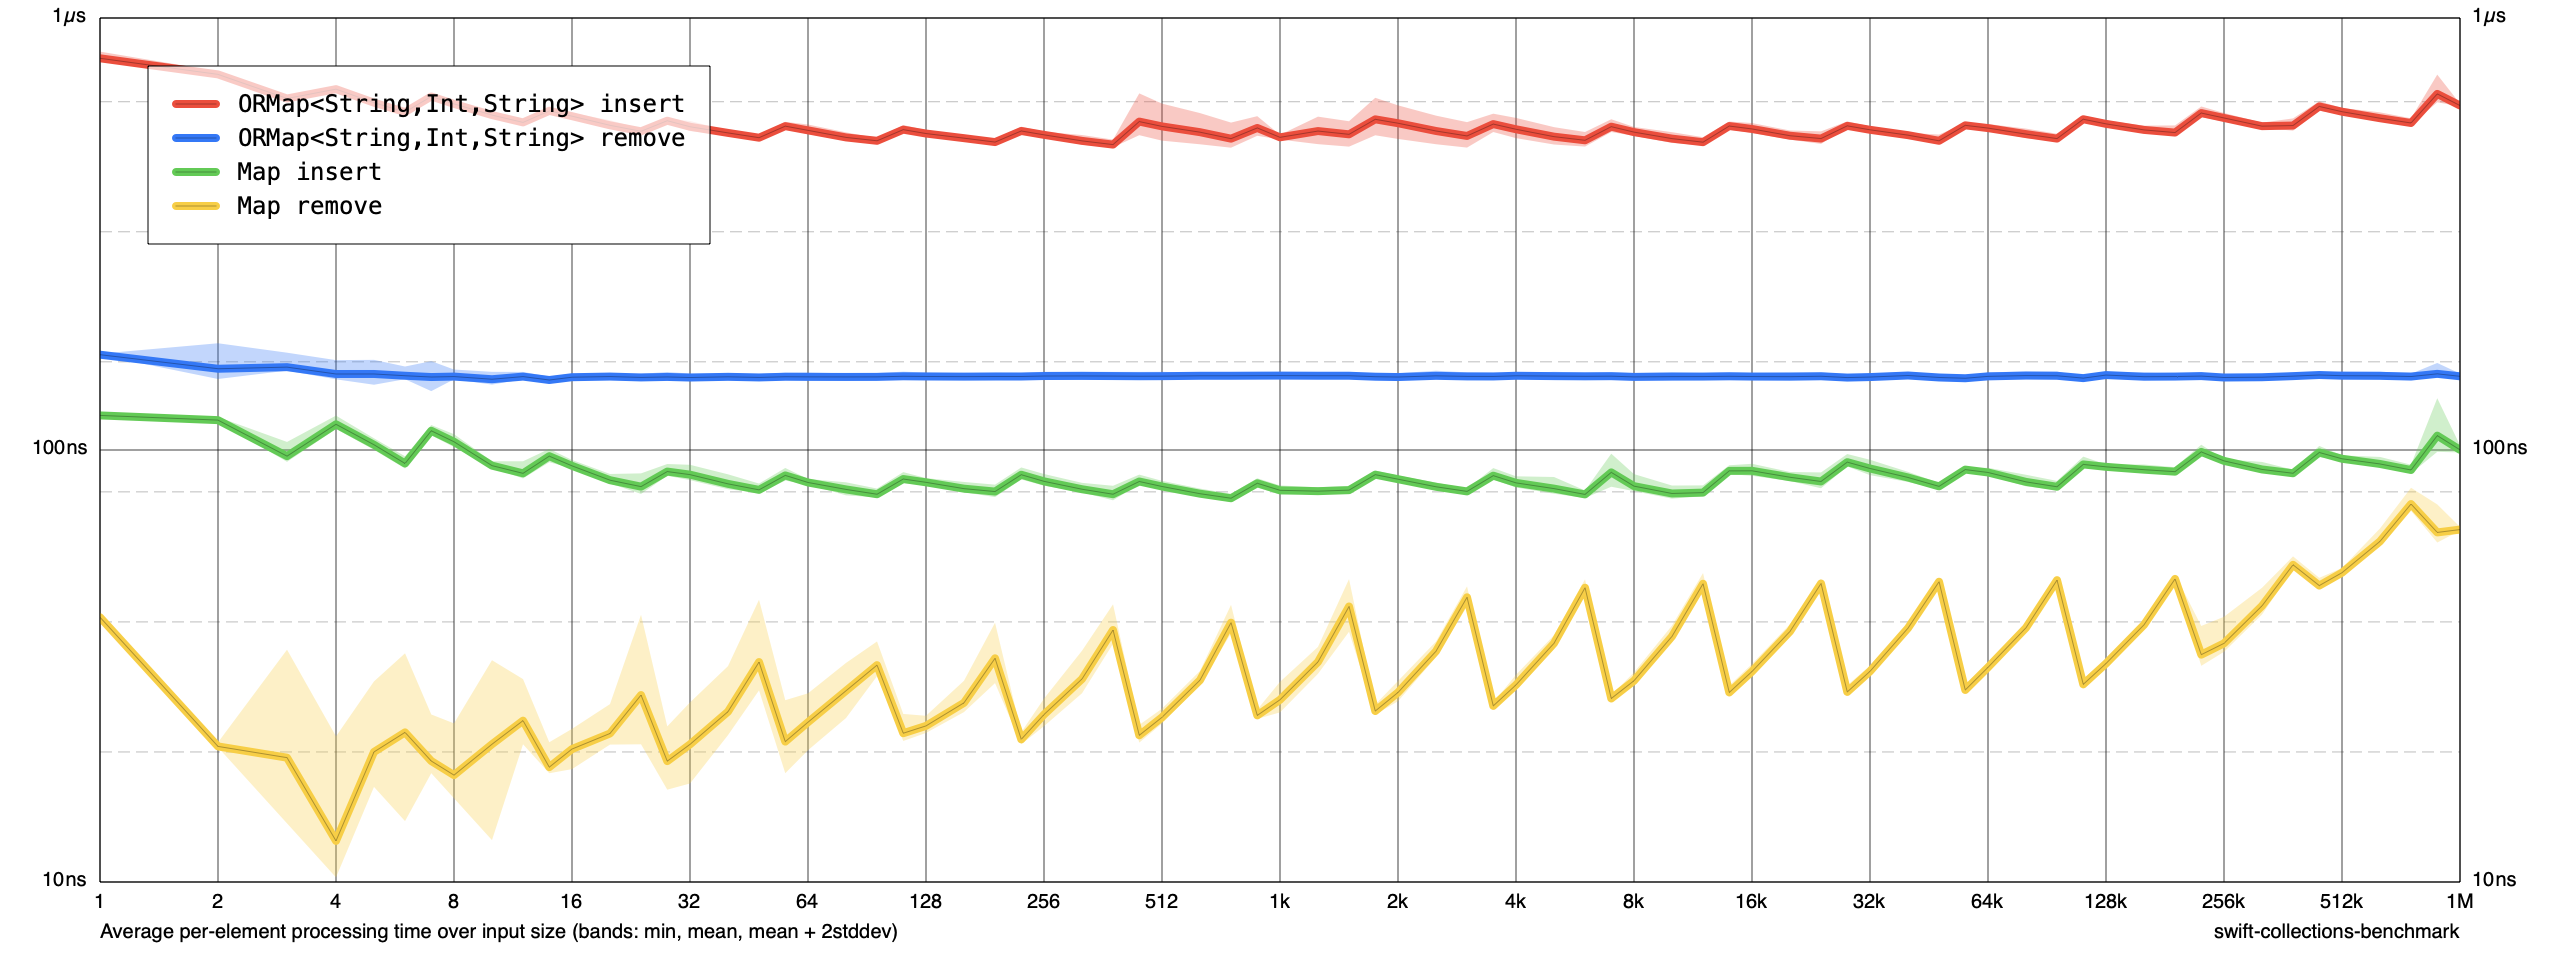 1µs
1µs
ORMap<String,Int,String> insert
ORMap<String,Int,String> remove
Map insert
Map remove
100ns
100ns
10ns
10ns
1 2 4 8 16 32 64 128 256 512 1k 2k 4k 8k 16k 32k 64k 128k 256k 512k 1M
Average per-element processing time over input size (bands: min, mean, mean + 2stddev)
swift-collections-benchmark